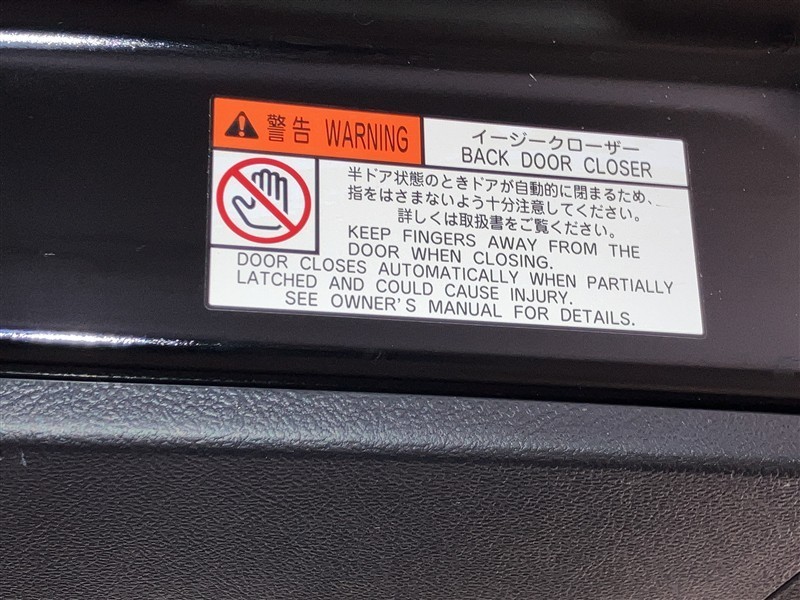 警告 WARNING
イージークローザー
BACK DOOR CLOSER
半ドア状態のときドアが自動的に閉まるため、
指をはさまないよう十分注意してください。
詳しくは取扱書をご覧ください。
KEEP FINGERS AWAY FROM THE
DOOR WHEN CLOSING.
DOOR CLOSES AUTOMATICALLY WHEN PARTIALLY
LATCHED AND COULD CAUSE INJURY.
SEE OWNER'S MANUAL FOR DETAILS.